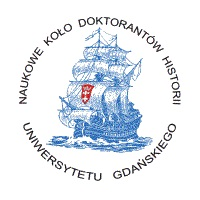 NAUKOWE KOŁO DOKTORANTÓW HISTORII
UNIWERSYTETU GDAŃSKIEGO